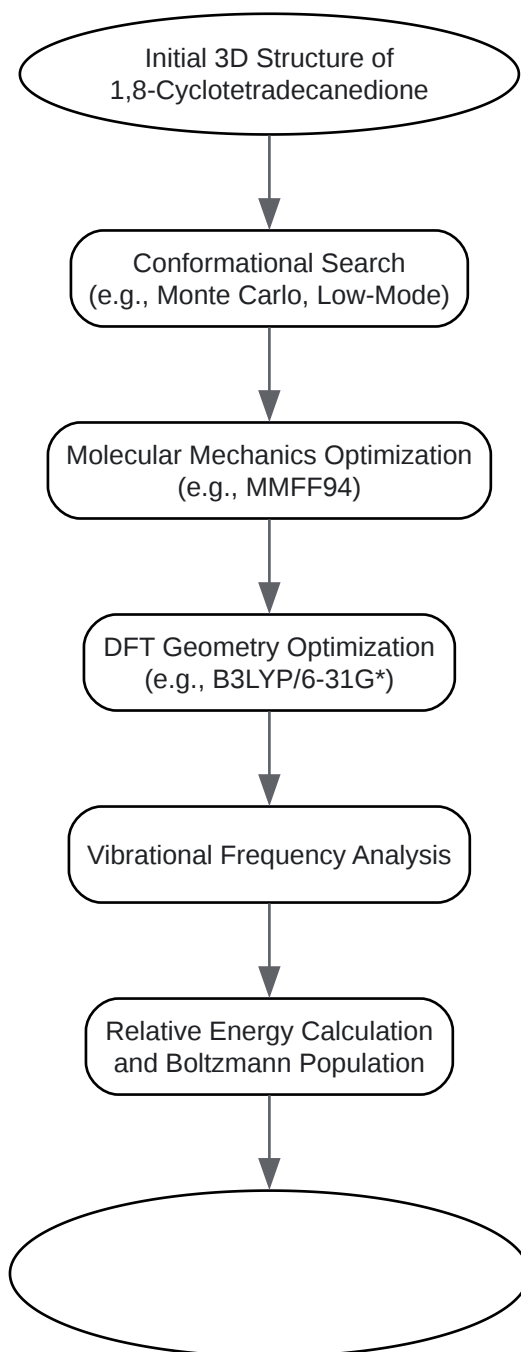 Initial 3D Structure of
1,8-Cyclotetradecanedione
Conformational Search
(e.g., Monte Carlo, Low-Mode)
Molecular Mechanics Optimization
(e.g., MMFF94)
DFT Geometry Optimization
(e.g., B3LYP/6-31G*)
Vibrational Frequency Analysis
Relative Energy Calculation
and Boltzmann Population